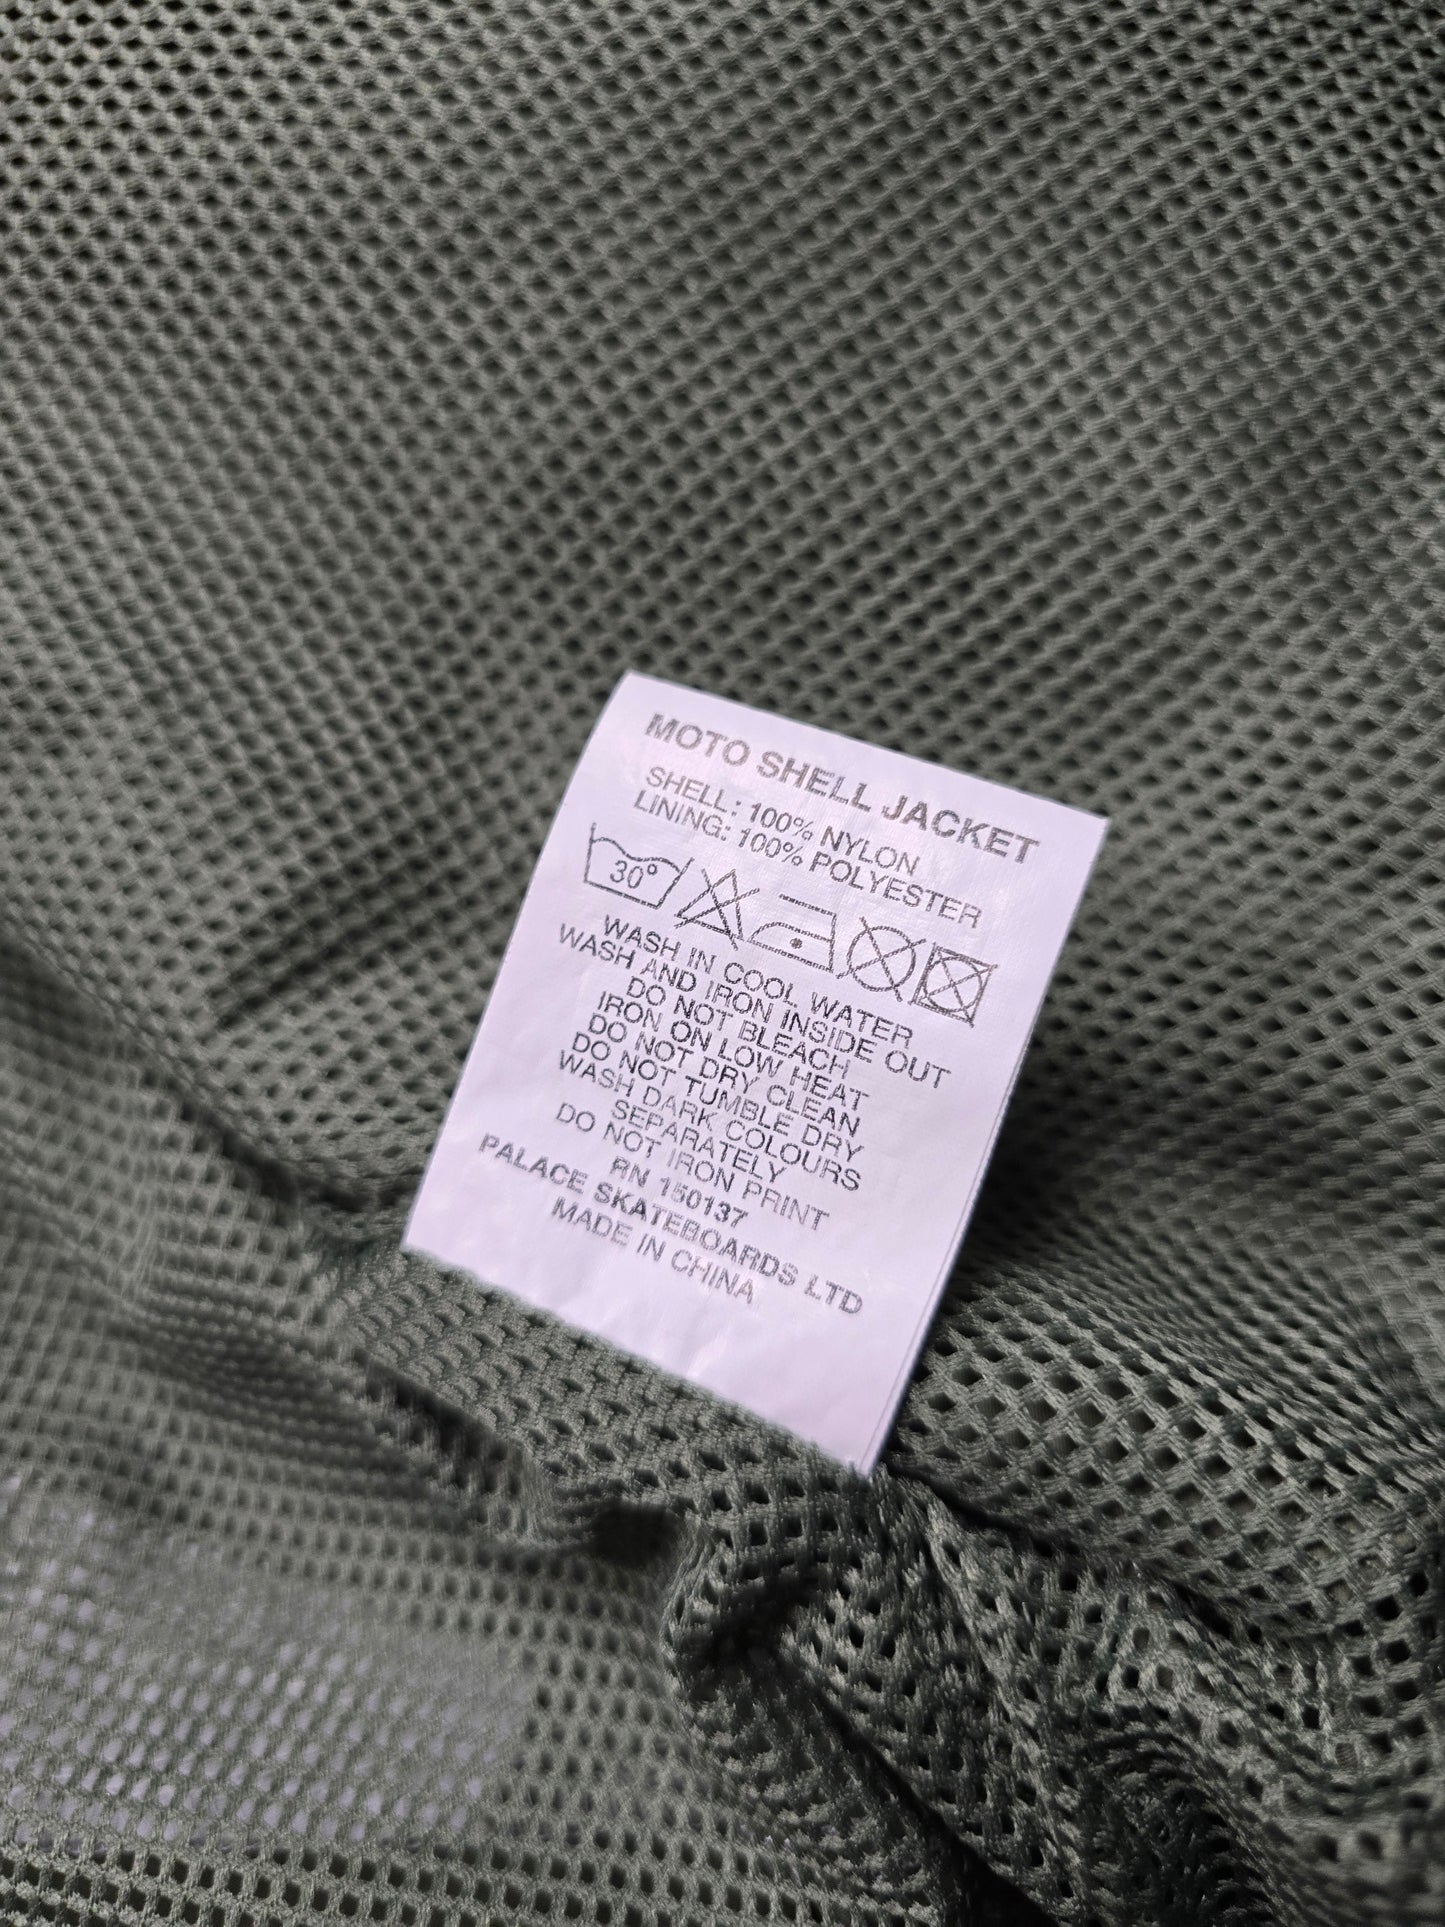 MOTO SHELL JACKET
SHELL: 100% NYLON
LINING: 100% POLYESTER
30°
WASH IN COOL WATER
WASH AND IRON INSIDE OUT
DO NOT BLEACH
IRON ON LOW HEAT
DO NOT DRY CLEAN
DO NOT TUMBLE DRY
WASH DARK COLOURS
SEPARATELY
DO NOT IRON PRINT
RN 150137
PALACE SKATEBOARDS LTD
MADE IN CHINA